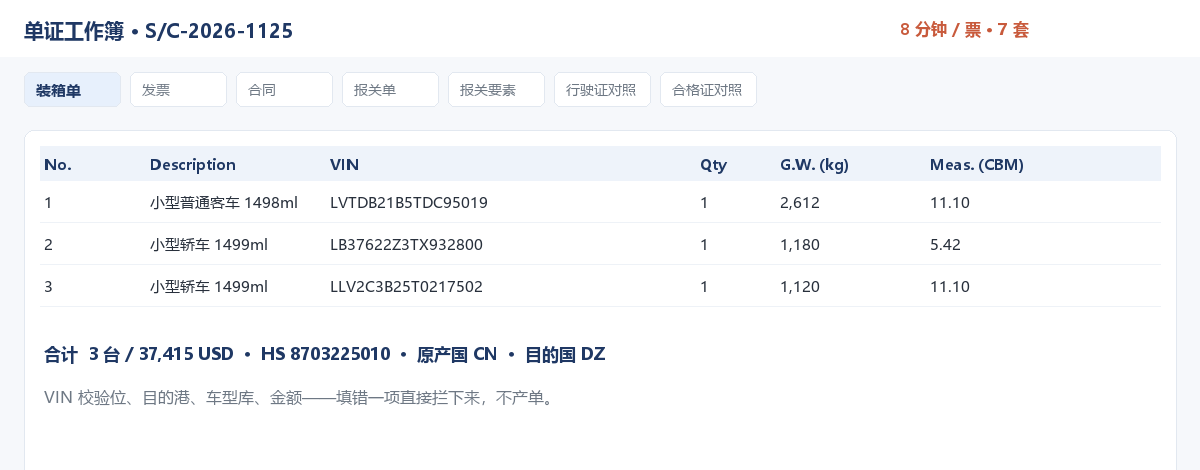 单证工作簿 • S/C-2026-1125
8 分钟 / 票 • 7 套
装箱单 发票 合同 报关单 报关要素 行驶证对照 合格证对照
No. Description VIN Qty G.W. (kg) Meas. (CBM)
1 小型普通客车 1498ml LVTDB21B5TDC95019 1 2,612 11.10
2 小型轿车 1499ml LB37622Z3TX932800 1 1,180 5.42
3 小型轿车 1499ml LLV2C3B25T0217502 1 1,120 11.10
合计 3 台 / 37,415 USD • HS 8703225010 • 原产国 CN • 目的国 DZ
VIN 校验位、目的港、车型库、金额——填错一项直接拦下来，不产单。